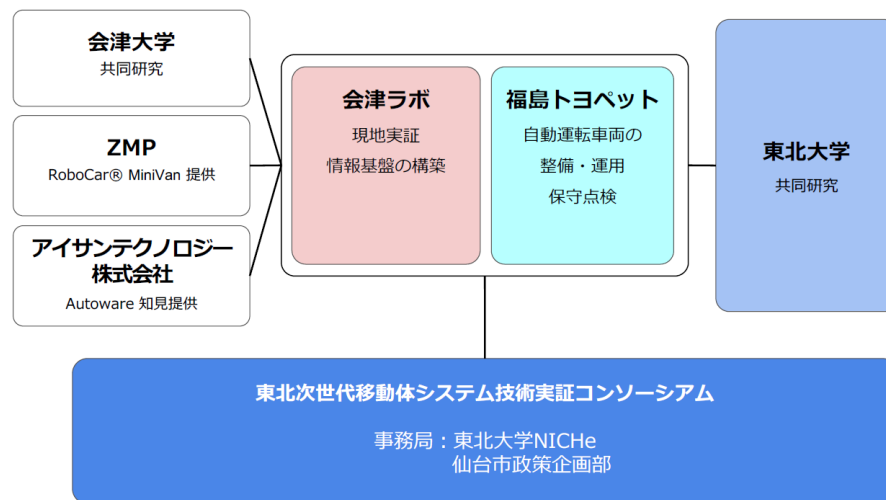 会津大学
共同研究
ZMP
RoboCar® MiniVan 提供
アイサンテクノロジー
株式会社
Autoware 知見提供
会津ラボ
現地実証
情報基盤の構築
福島トヨペット
自動運転車両の
整備・運用
保守点検
東北大学
共同研究
東北次世代移動体システム技術実証コンソーシアム
事務局：東北大学NICHe
仙台市政策企画部